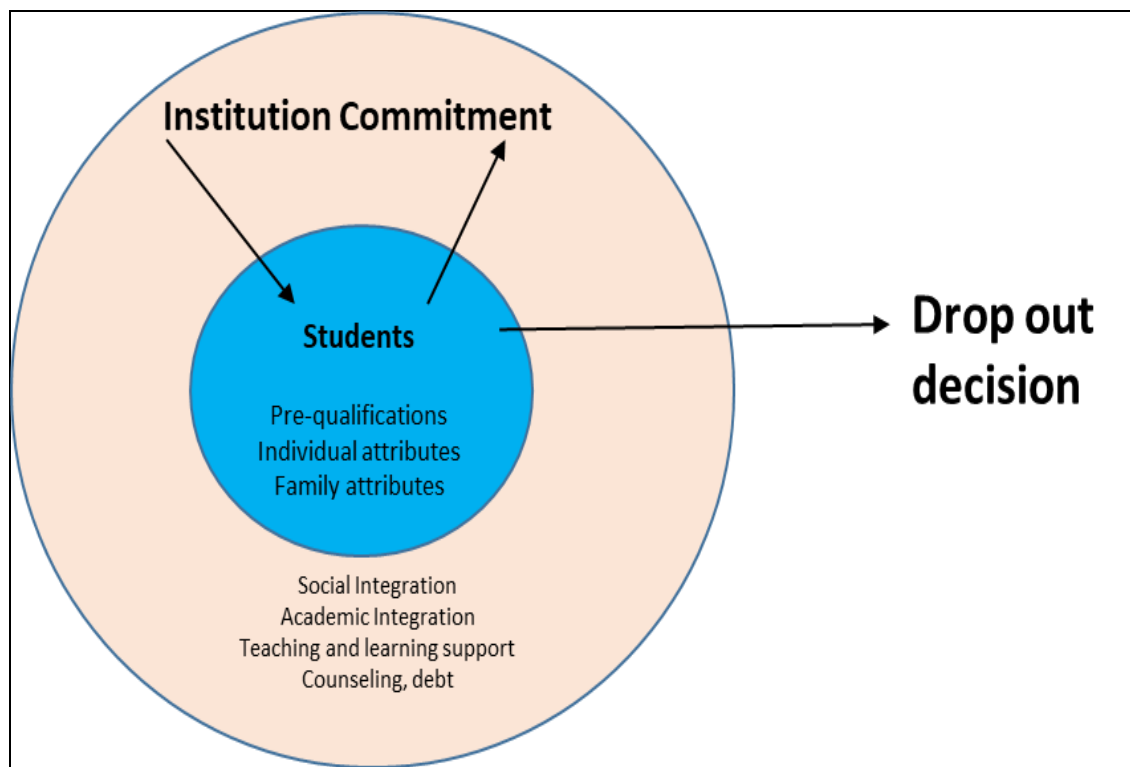 Institution Commitment
Students
Pre-qualifications
Individual attributes
Family attributes
Social Integration
Academic Integration
Teaching and learning support
Counseling, debt
Drop out
decision